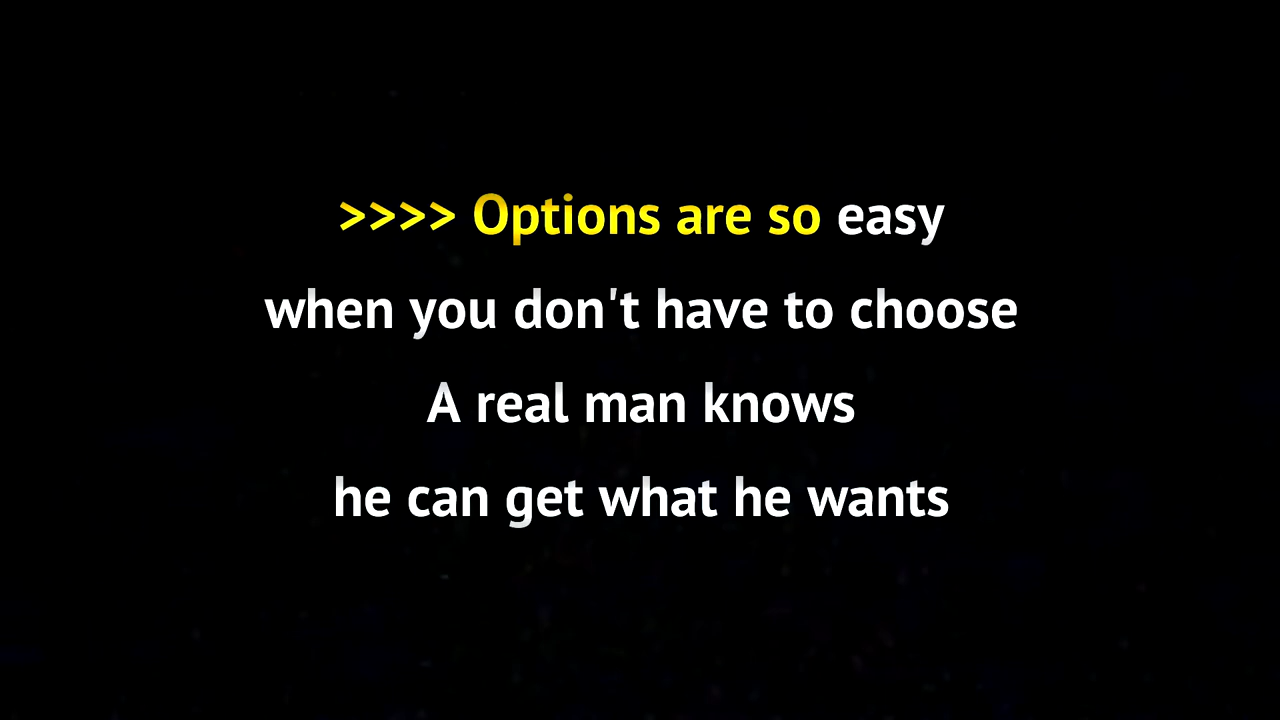 >>>> Options are so easy
when you don't have to choose
A real man knows
he can get what he wants